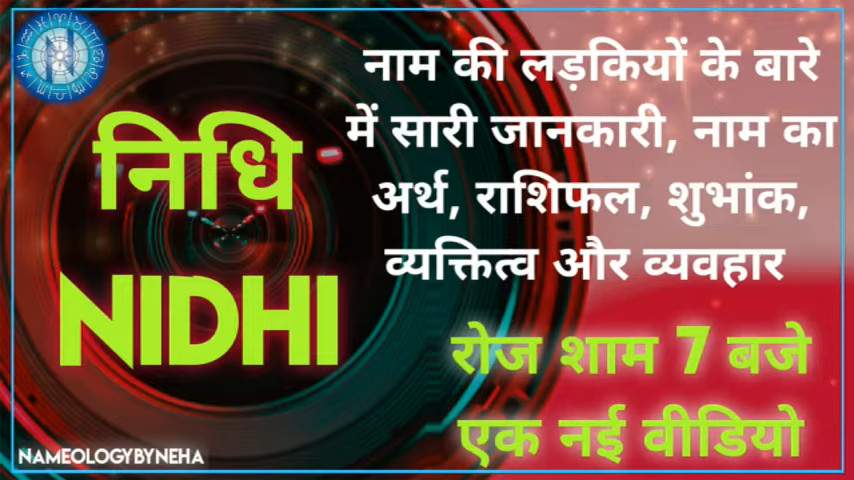 निधि
NIDHI
नाम की लड़कियों के बारे
में सारी जानकारी, नाम का
अर्थ, राशिफल, शुभांक,
व्यक्तित्व और व्यवहार
रोज शाम 7 बजे
एक नई वीडियो
NAMEOLOGYBYNEHA